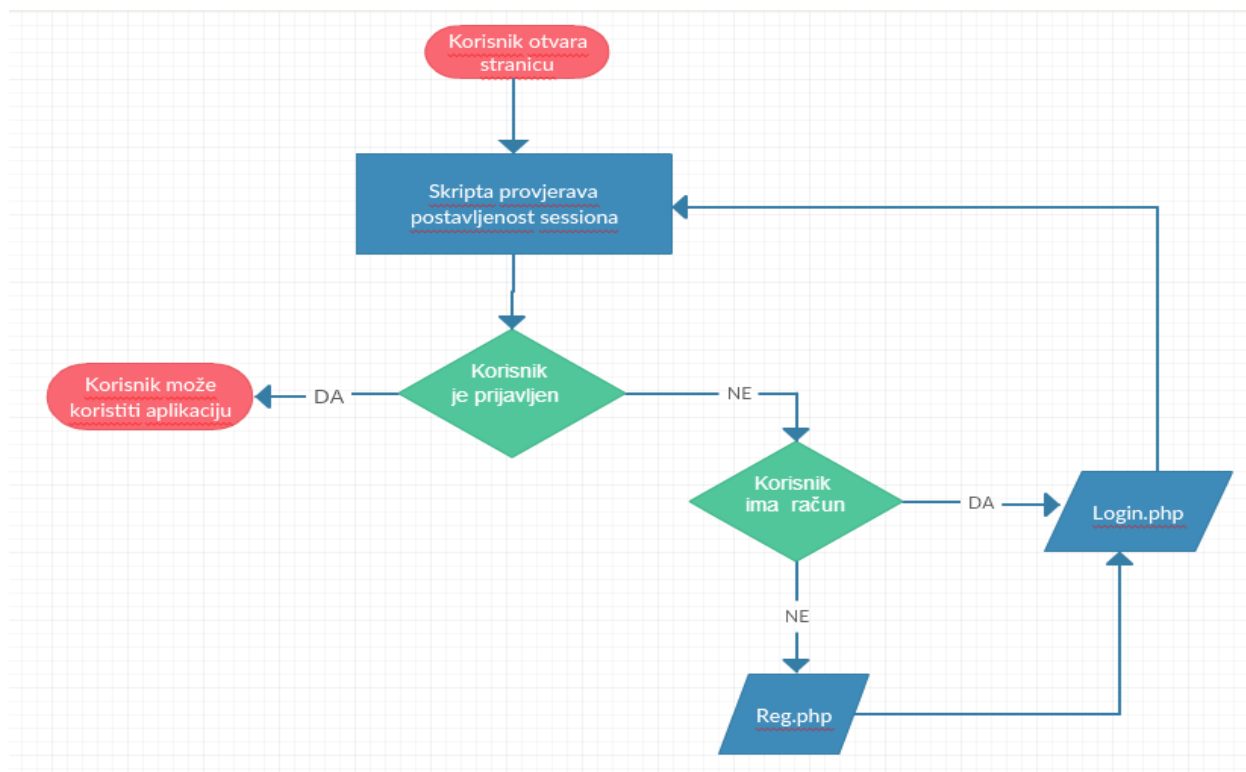 Korisnik otvara
stranicu
Skripta provjerava
postavljenost sessiona
Korisnik
je prijavljen
Korisnik može
koristiti aplikaciju
DA
NE
Korisnik
ima račun
DA
Login.php
NE
Reg.php